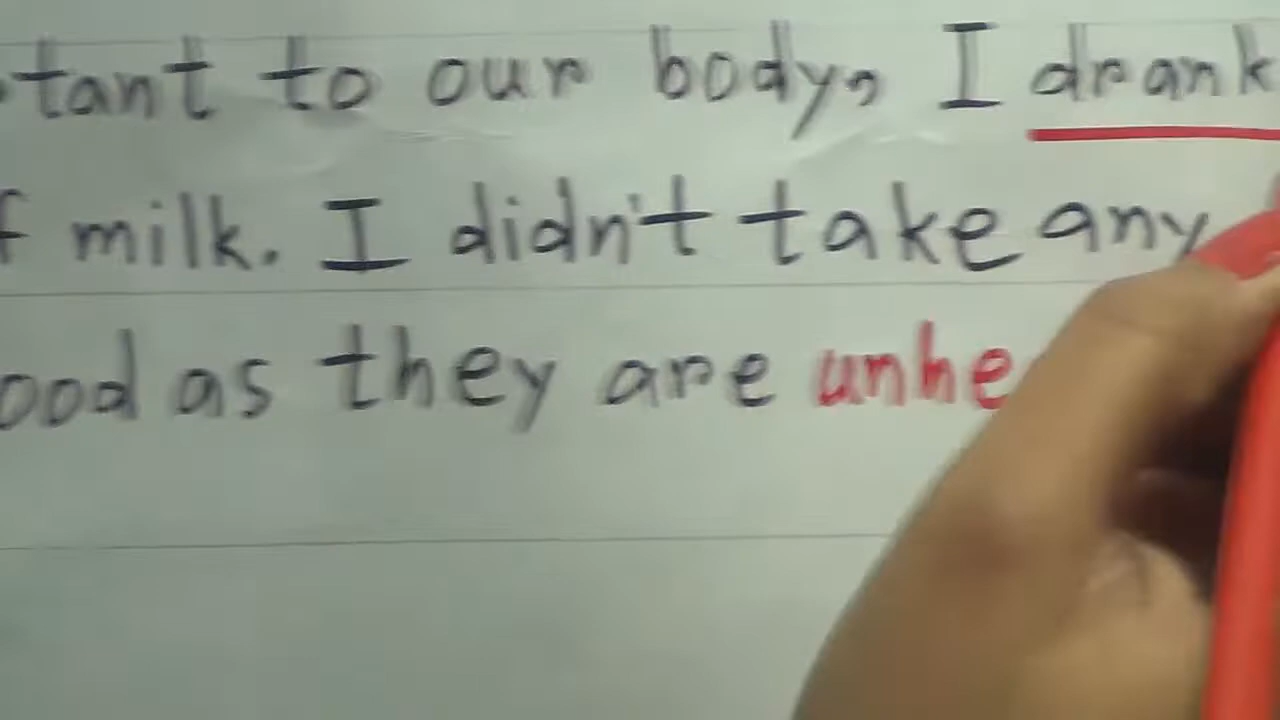 tant to our body, I drank
f milk. I didn't take any
ood as they are unhe